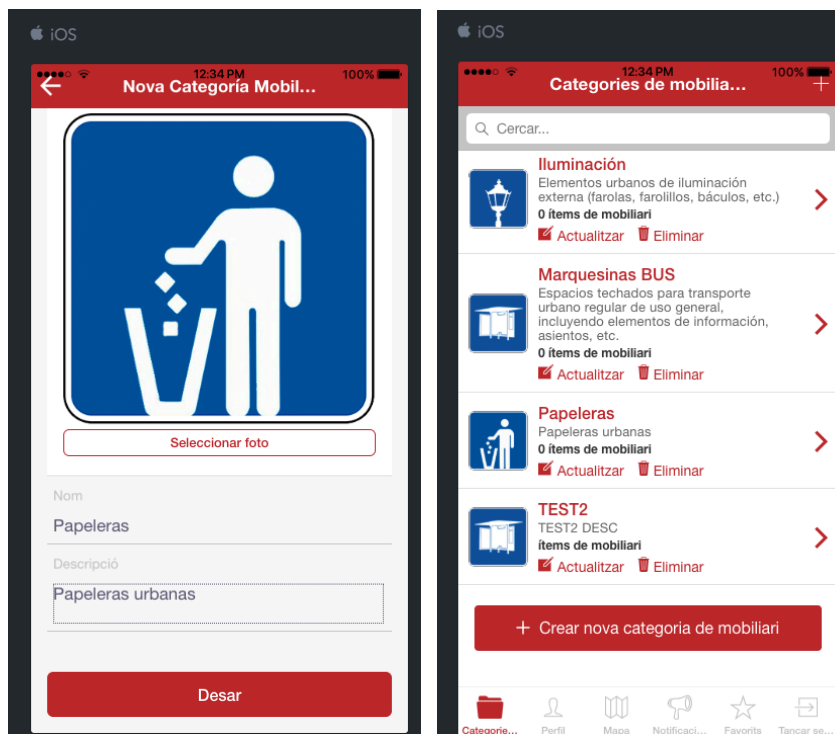 iOS
12:34 PM
100%
Nova Categoría Mobil...
Seleccionar foto
Nom
Papeleras
Descripció
Papeleras urbanas
Desar
iOS
12:34 PM
100%
Categories de mobilia...
+
Cercar...
Iluminación
Elementos urbanos de iluminación
externa (farolas, farolillos, báculos, etc.)
0 ítems de mobiliari
Actualitzar Eliminar
Marquesinas BUS
Espacios techados para transporte
urbano regular de uso general,
incluyendo elementos de información,
asientos, etc.
0 ítems de mobiliari
Actualitzar Eliminar
Papeleras
Papeleras urbanas
0 ítems de mobiliari
Actualitzar Eliminar
TEST2
TEST2 DESC
ítems de mobiliari
Actualitzar Eliminar
+ Crear nova categoria de mobiliari
Categorie... Perfil Mapa Notificaci... Favorits Tancar se...